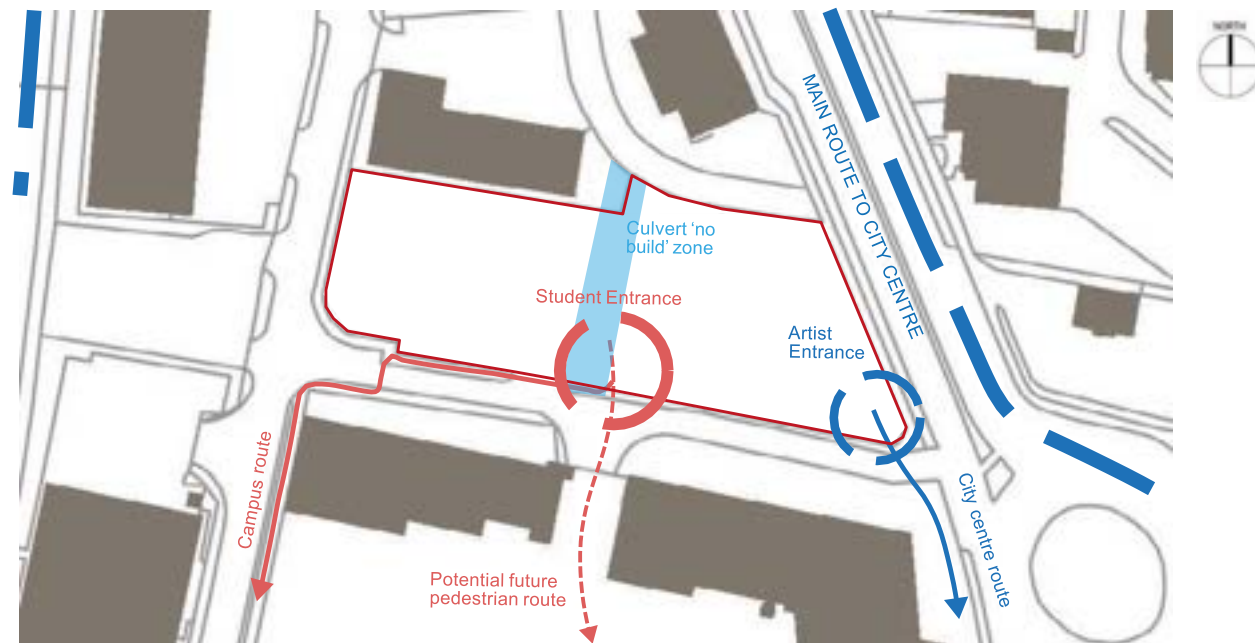 NORTH
MAIN ROUTE TO CITY CENTRE
Culvert ‘no
build’ zone
Student Entrance
Artist
Entrance
Campus route
City centre route
Potential future
pedestrian route